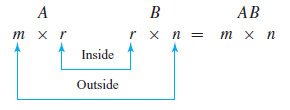 A B AB
m × r r × n = m × n
Inside
Outside